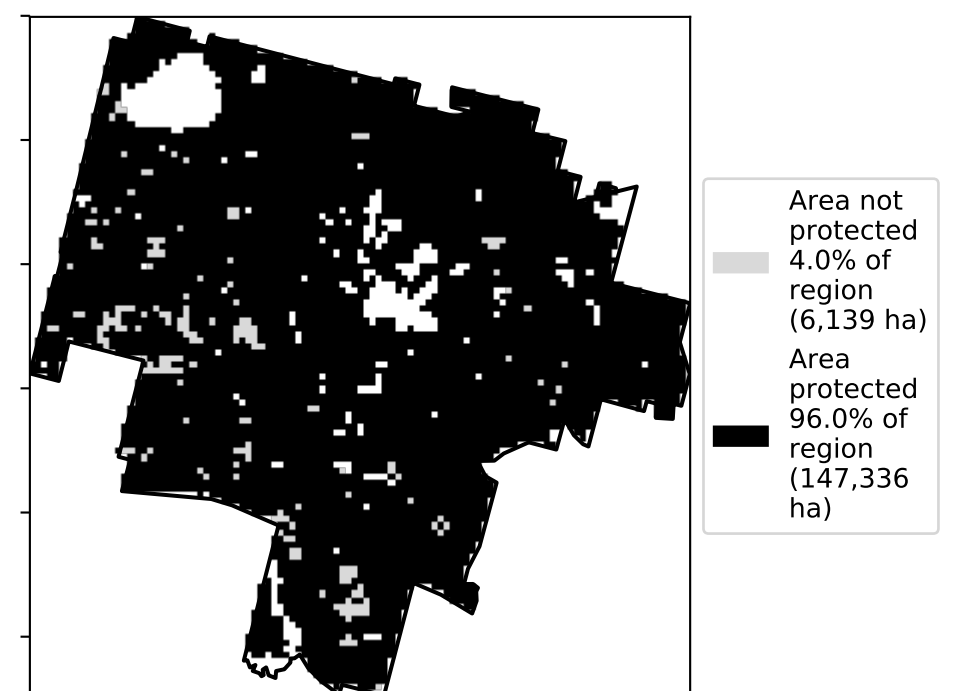 Area not
protected
4.0% of
region
(6,139 ha)
Area
protected
96.0% of
region
(147,336
ha)